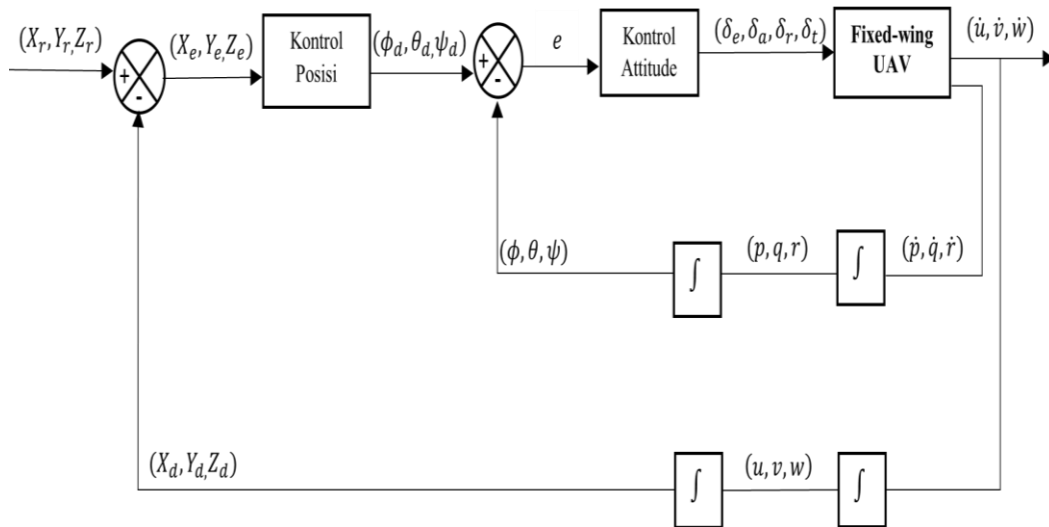 (X_r, Y_r, Z_r)
+
-
(X_e, Y_e, Z_e)
Kontrol
Posisi
(ϕ_d, θ_d, ψ_d)
+
-
e
Kontrol
Attitude
(δ_e, δ_a, δ_r, δ_t)
Fixed-wing
UAV
(u̇, v̇, ẇ)
(ϕ, θ, ψ)
∫
(p, q, r)
∫
(ṗ, q̇, ṙ)
(X_d, Y_d, Z_d)
∫
(u, v, w)
∫